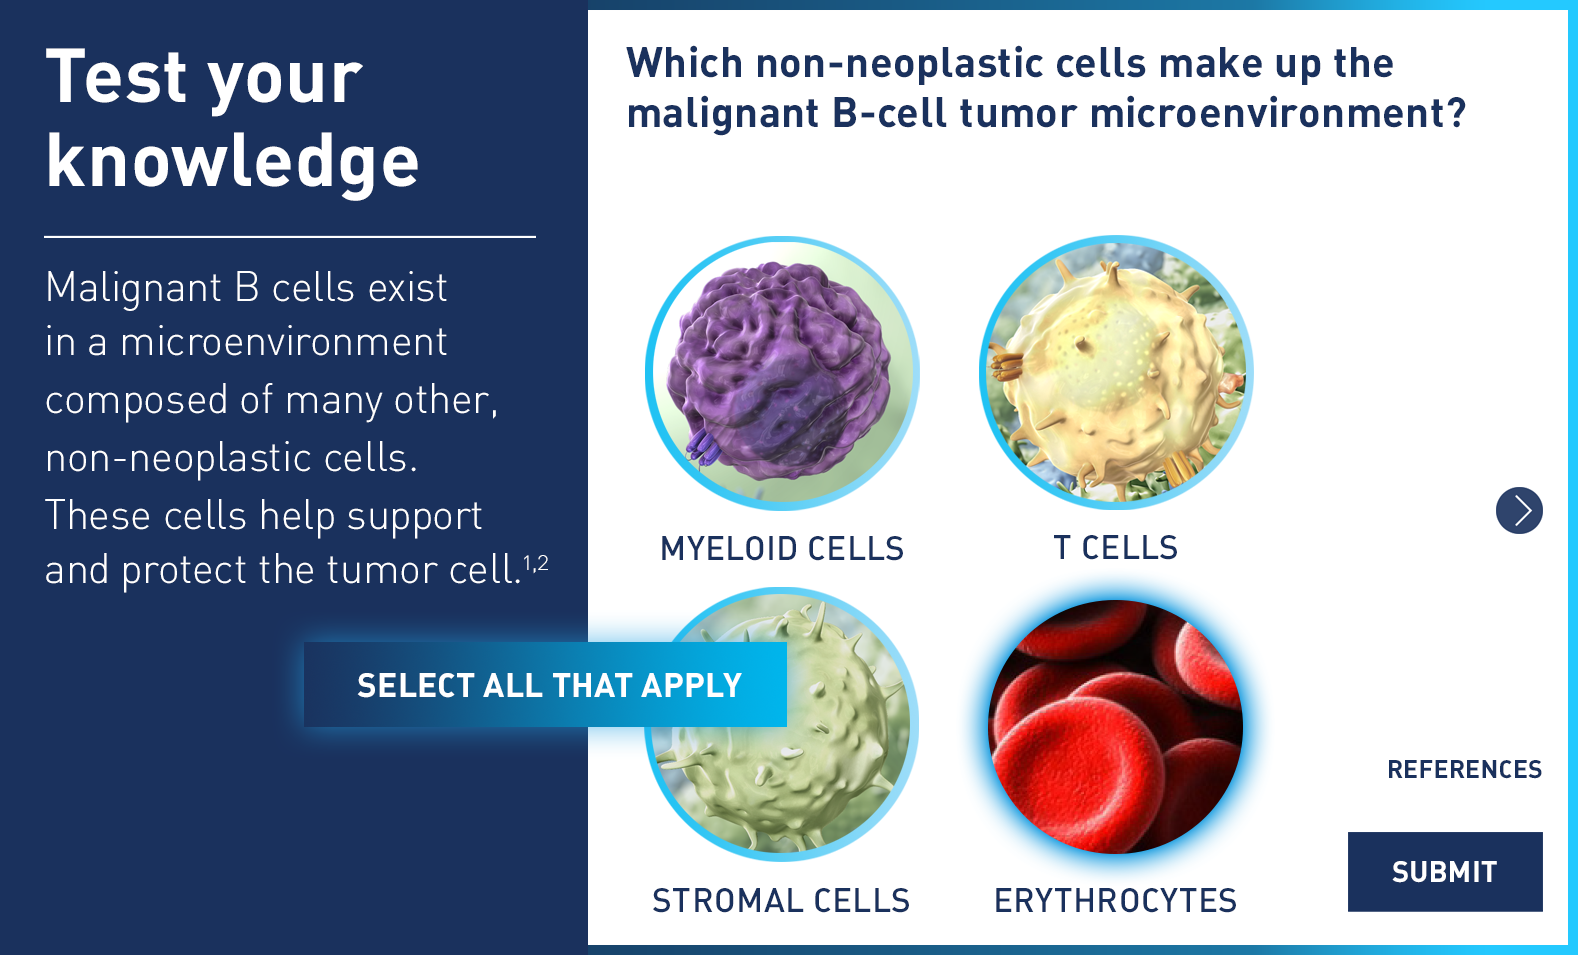 Test your
knowledge
Malignant B cells exist
in a microenvironment
composed of many other,
non-neoplastic cells.
These cells help support
and protect the tumor cell.1,2
SELECT ALL THAT APPLY
Which non-neoplastic cells make up the
malignant B-cell tumor microenvironment?
MYELOID CELLS
T CELLS
STROMAL CELLS
ERYTHROCYTES
REFERENCES
SUBMIT